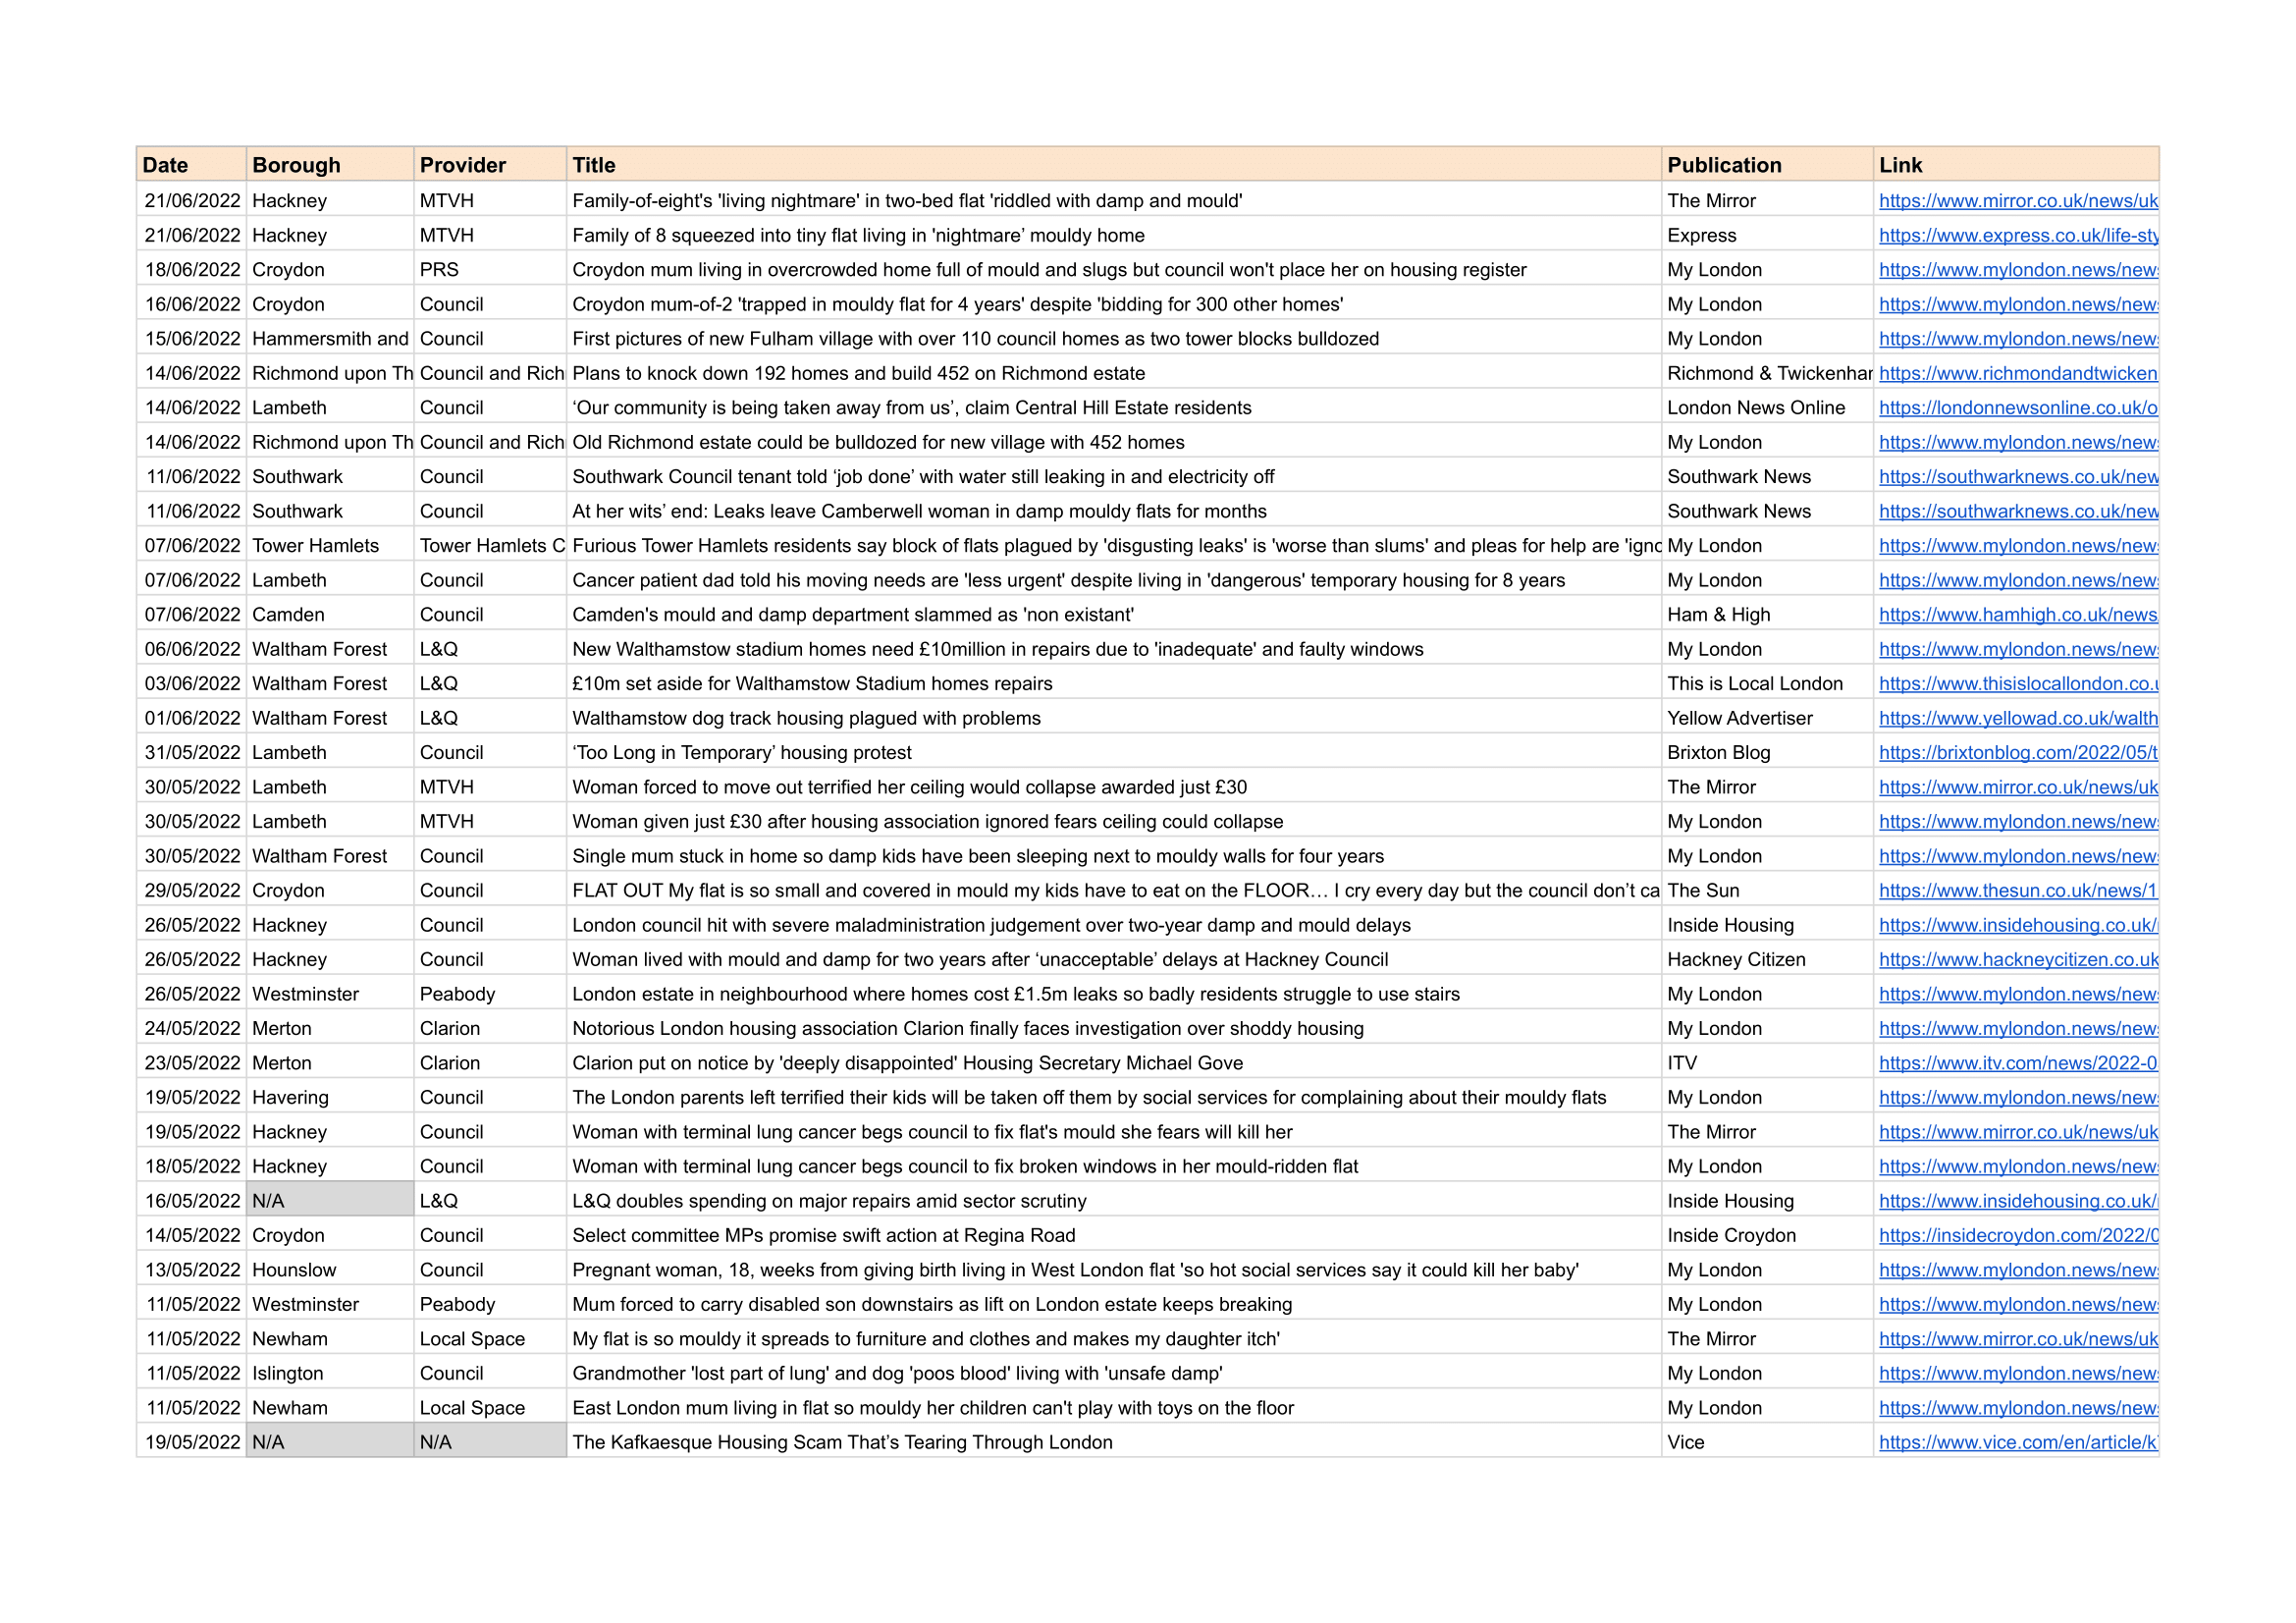 Date Borough Provider Title Publication Link
21/06/2022 Hackney MTVH Family-of-eight's 'living nightmare' in two-bed flat 'riddled with damp and mould' The Mirror https://www.mirror.co.uk/news/uk
21/06/2022 Hackney MTVH Family of 8 squeezed into tiny flat living in 'nightmare’ mouldy home Express https://www.express.co.uk/life-sty
18/06/2022 Croydon PRS Croydon mum living in overcrowded home full of mould and slugs but council won't place her on housing register My London https://www.mylondon.news/news
16/06/2022 Croydon Council Croydon mum-of-2 'trapped in mouldy flat for 4 years' despite 'bidding for 300 other homes' My London https://www.mylondon.news/news
15/06/2022 Hammersmith and Council First pictures of new Fulham village with over 110 council homes as two tower blocks bulldozed My London https://www.mylondon.news/news
14/06/2022 Richmond upon Th Council and Rich Plans to knock down 192 homes and build 452 on Richmond estate Richmond & Twickenham https://www.richmondandtwicken
14/06/2022 Lambeth Council ‘Our community is being taken away from us’, claim Central Hill Estate residents London News Online https://londonnewsonline.co.uk/o
14/06/2022 Richmond upon Th Council and Rich Old Richmond estate could be bulldozed for new village with 452 homes My London https://www.mylondon.news/news
11/06/2022 Southwark Council Southwark Council tenant told ‘job done’ with water still leaking in and electricity off Southwark News https://southwarknews.co.uk/new
11/06/2022 Southwark Council At her wits’ end: Leaks leave Camberwell woman in damp mouldy flats for months Southwark News https://southwarknews.co.uk/new
07/06/2022 Tower Hamlets Tower Hamlets C Furious Tower Hamlets residents say block of flats plagued by 'disgusting leaks' is 'worse than slums' and pleas for help are 'igno My London https://www.mylondon.news/news
07/06/2022 Lambeth Council Cancer patient dad told his moving needs are 'less urgent' despite living in 'dangerous' temporary housing for 8 years My London https://www.mylondon.news/news
07/06/2022 Camden Council Camden's mould and damp department slammed as 'non existant' Ham & High https://www.hamhigh.co.uk/news
06/06/2022 Waltham Forest L&Q New Walthamstow stadium homes need £10million in repairs due to 'inadequate' and faulty windows My London https://www.mylondon.news/news
03/06/2022 Waltham Forest L&Q £10m set aside for Walthamstow Stadium homes repairs This is Local London https://www.thisislocallondon.co.u
01/06/2022 Waltham Forest L&Q Walthamstow dog track housing plagued with problems Yellow Advertiser https://www.yellowad.co.uk/walth
31/05/2022 Lambeth Council ‘Too Long in Temporary’ housing protest Brixton Blog https://brixtonblog.com/2022/05/t
30/05/2022 Lambeth MTVH Woman forced to move out terrified her ceiling would collapse awarded just £30 The Mirror https://www.mirror.co.uk/news/uk
30/05/2022 Lambeth MTVH Woman given just £30 after housing association ignored fears ceiling could collapse My London https://www.mylondon.news/news
30/05/2022 Waltham Forest Council Single mum stuck in home so damp kids have been sleeping next to mouldy walls for four years My London https://www.mylondon.news/news
29/05/2022 Croydon Council FLAT OUT My flat is so small and covered in mould my kids have to eat on the FLOOR… I cry every day but the council don’t ca The Sun https://www.thesun.co.uk/news/1
26/05/2022 Hackney Council London council hit with severe maladministration judgement over two-year damp and mould delays Inside Housing https://www.insidehousing.co.uk/
26/05/2022 Hackney Council Woman lived with mould and damp for two years after ‘unacceptable’ delays at Hackney Council Hackney Citizen https://www.hackneycitizen.co.uk
26/05/2022 Westminster Peabody London estate in neighbourhood where homes cost £1.5m leaks so badly residents struggle to use stairs My London https://www.mylondon.news/news
24/05/2022 Merton Clarion Notorious London housing association Clarion finally faces investigation over shoddy housing My London https://www.mylondon.news/news
23/05/2022 Merton Clarion Clarion put on notice by 'deeply disappointed' Housing Secretary Michael Gove ITV https://www.itv.com/news/2022-0
19/05/2022 Havering Council The London parents left terrified their kids will be taken off them by social services for complaining about their mouldy flats My London https://www.mylondon.news/news
19/05/2022 Hackney Council Woman with terminal lung cancer begs council to fix flat's mould she fears will kill her The Mirror https://www.mirror.co.uk/news/uk
18/05/2022 Hackney Council Woman with terminal lung cancer begs council to fix broken windows in her mould-ridden flat My London https://www.mylondon.news/news
16/05/2022 N/A L&Q L&Q doubles spending on major repairs amid sector scrutiny Inside Housing https://www.insidehousing.co.uk/
14/05/2022 Croydon Council Select committee MPs promise swift action at Regina Road Inside Croydon https://insidecroydon.com/2022/0
13/05/2022 Hounslow Council Pregnant woman, 18, weeks from giving birth living in West London flat 'so hot social services say it could kill her baby' My London https://www.mylondon.news/news
11/05/2022 Westminster Peabody Mum forced to carry disabled son downstairs as lift on London estate keeps breaking My London https://www.mylondon.news/news
11/05/2022 Newham Local Space My flat is so mouldy it spreads to furniture and clothes and makes my daughter itch' The Mirror https://www.mirror.co.uk/news/uk
11/05/2022 Islington Council Grandmother 'lost part of lung' and dog 'poos blood' living with 'unsafe damp' My London https://www.mylondon.news/news
11/05/2022 Newham Local Space East London mum living in flat so mouldy her children can't play with toys on the floor My London https://www.mylondon.news/news
19/05/2022 N/A N/A The Kafkaesque Housing Scam That’s Tearing Through London Vice https://www.vice.com/en/article/k